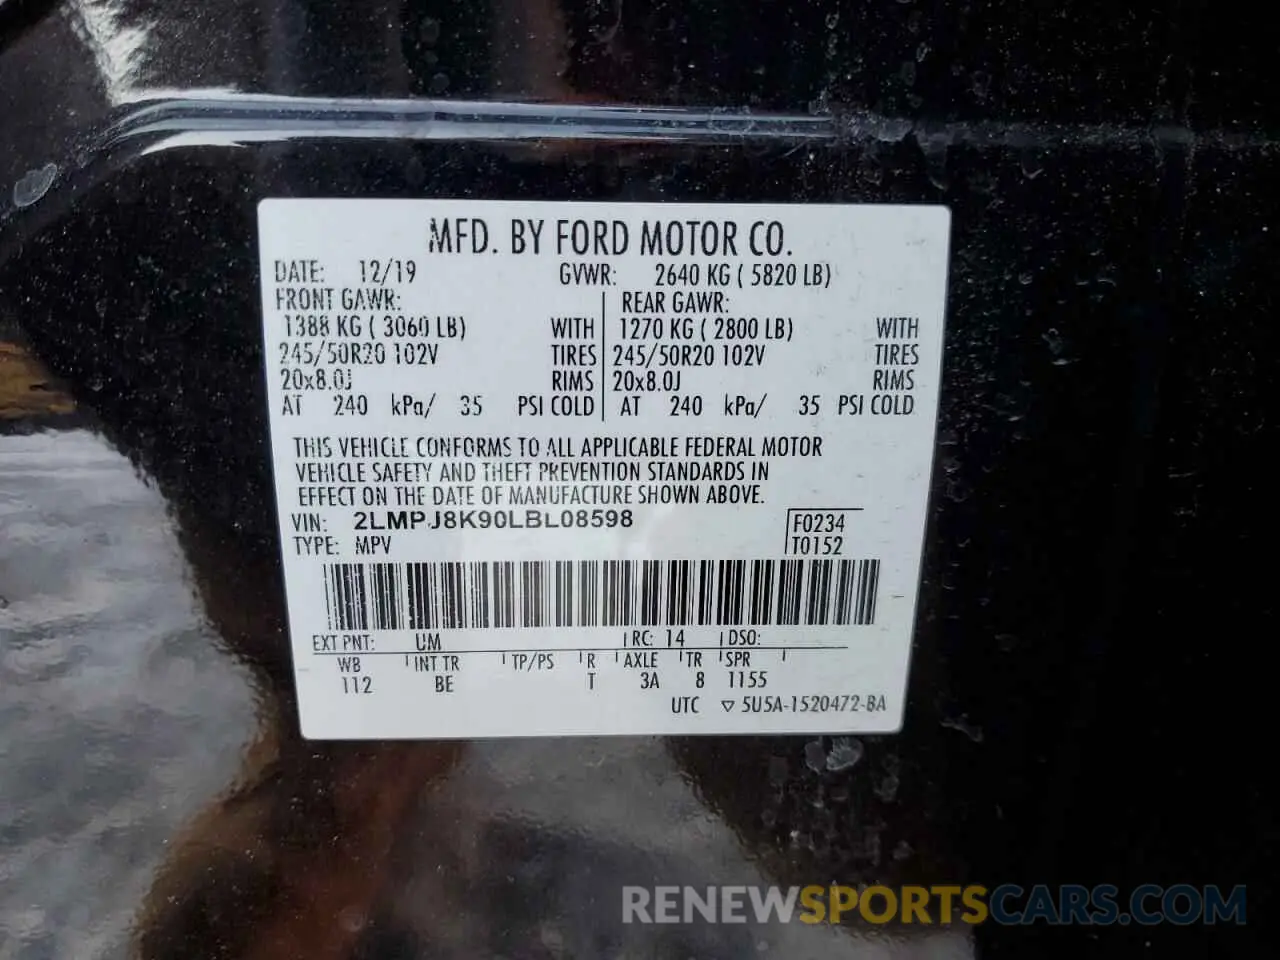 MFD. BY FORD MOTOR CO.
DATE: 12/19 GVWR: 2640 KG ( 5820 LB)
FRONT GAWR: REAR GAWR:
1388 KG ( 3060 LB) WITH 1270 KG ( 2800 LB) WITH
245/50R20 102V TIRES 245/50R20 102V TIRES
20x8.0J RIMS 20x8.0J RIMS
AT 240 kPa/ 35 PSI COLD AT 240 kPa/ 35 PSI COLD
THIS VEHICLE CONFORMS TO ALL APPLICABLE FEDERAL MOTOR
VEHICLE SAFETY AND THEFT PREVENTION STANDARDS IN
EFFECT ON THE DATE OF MANUFACTURE SHOWN ABOVE.
VIN: 2LMPJ8K90LBL08598 F0234
TYPE: MPV T0152
EXT PNT: UM RC: 14 DSO:
WB INT TR TP/PS R AXLE TR SPR
112 BE T 3A 8 1155
UTC ▽ 5U5A-1520472-BA
RENEWSPORTSCARS.COM